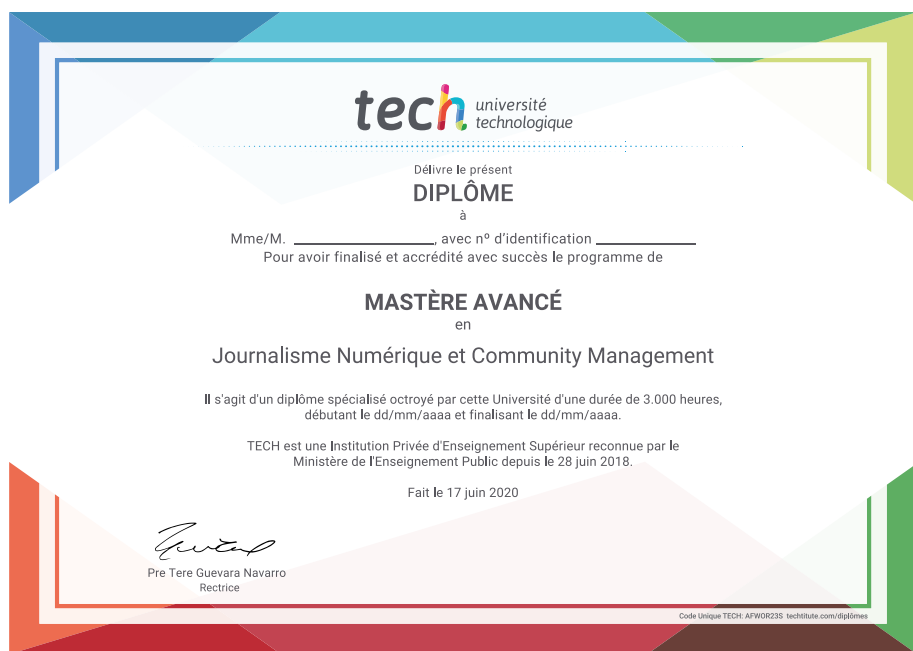 tech université
technologique
Délivre le présent
DIPLÔME
à
Mme/M. ____________________, avec nº d'identification ______________
Pour avoir finalisé et accrédité avec succès le programme de
MASTÈRE AVANCÉ
en
Journalisme Numérique et Community Management
Il s'agit d'un diplôme spécialisé octroyé par cette Université d'une durée de 3.000 heures,
débutant le dd/mm/aaaa et finalisant le dd/mm/aaaa.
TECH est une Institution Privée d'Enseignement Supérieur reconnue par le
Ministère de l'Enseignement Public depuis le 28 juin 2018.
Fait le 17 juin 2020
Pre Tere Guevara Navarro
Rectrice
Code Unique TECH: AFWOR23S techtitute.com/diplômes